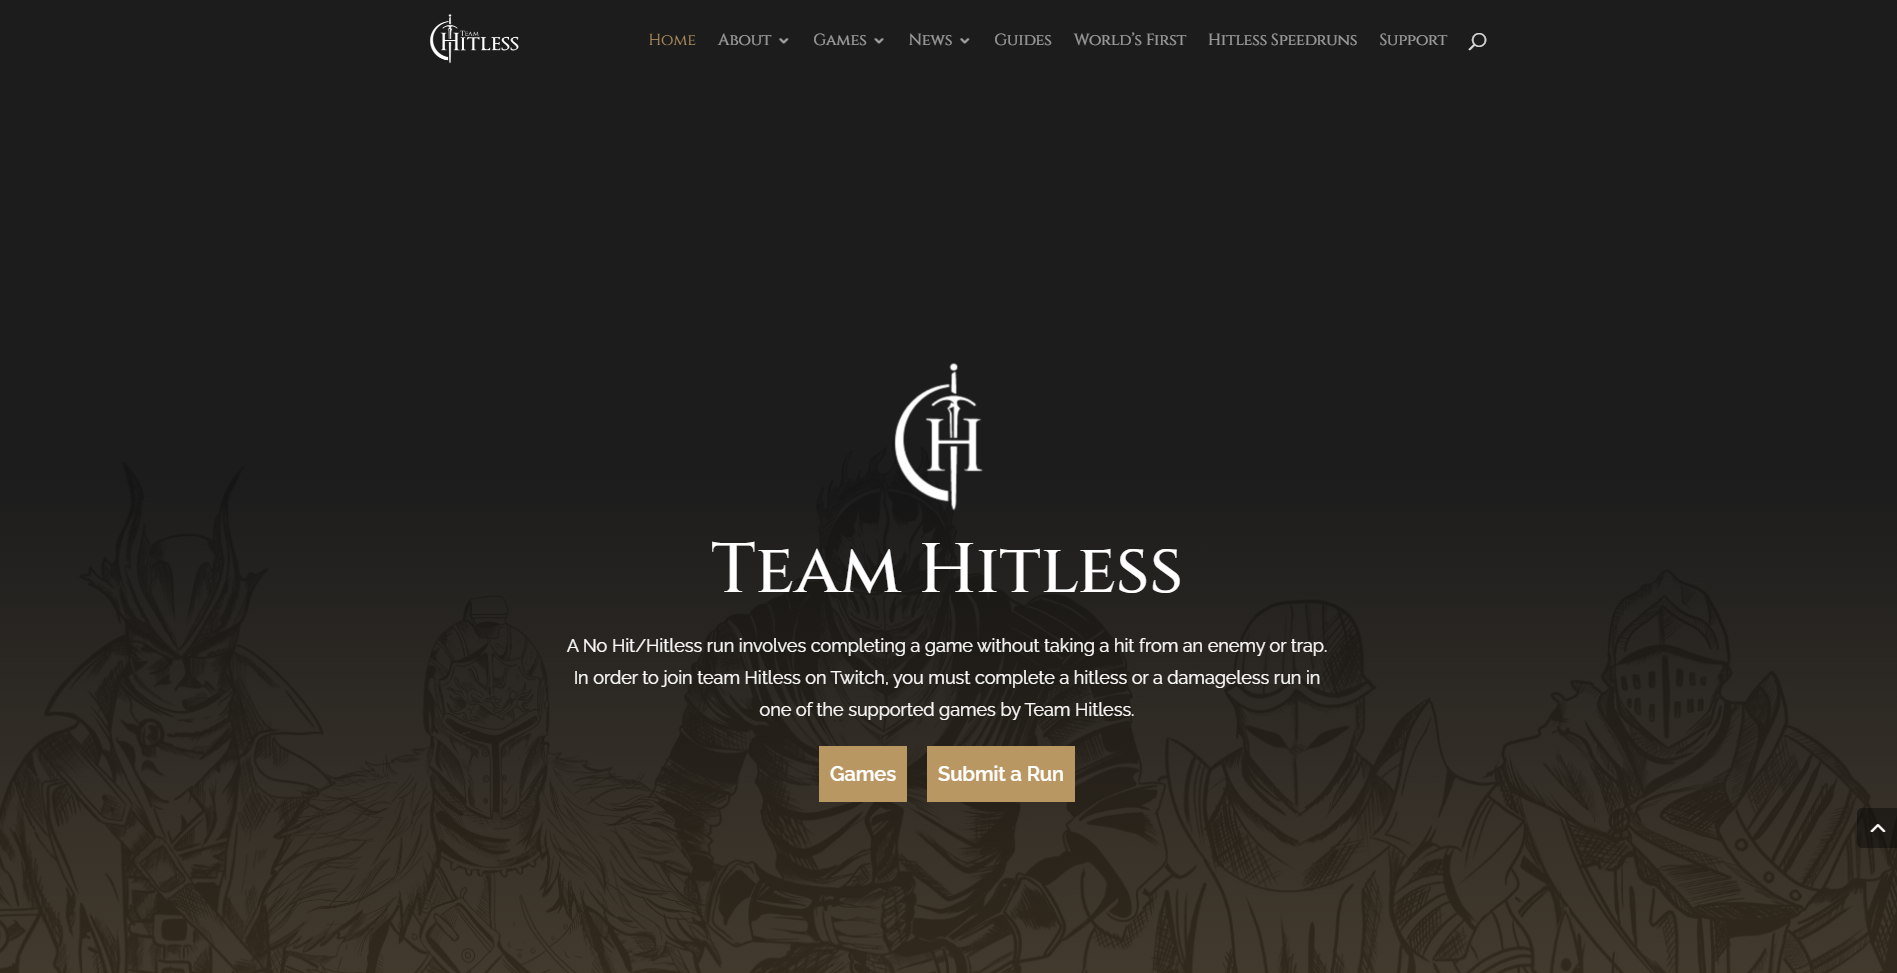 Team
Hitless
Home About Games News Guides World's First Hitless Speedruns Support
H
Team Hitless
A No Hit/Hitless run involves completing a game without taking a hit from an enemy or trap.
In order to join team Hitless on Twitch, you must complete a hitless or a damageless run in
one of the supported games by Team Hitless.
Games Submit a Run